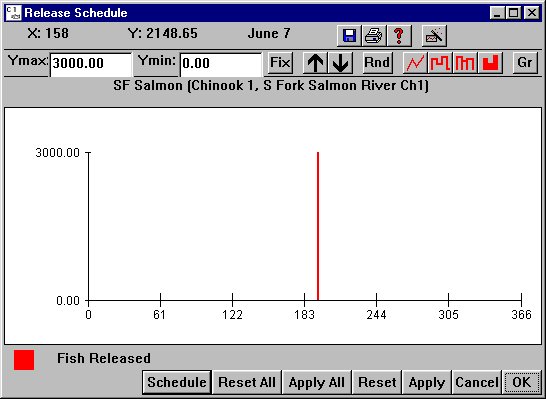 C 1
Release Schedule
X: 158 Y: 2148.65 June 7
Ymax: 3000.00 Ymin: 0.00 Fix Rnd Gr
SF Salmon (Chinook 1, S Fork Salmon River Ch1)
3000.00
0.00
0 61 122 183 244 305 366
Fish Released
Schedule Reset All Apply All Reset Apply Cancel OK